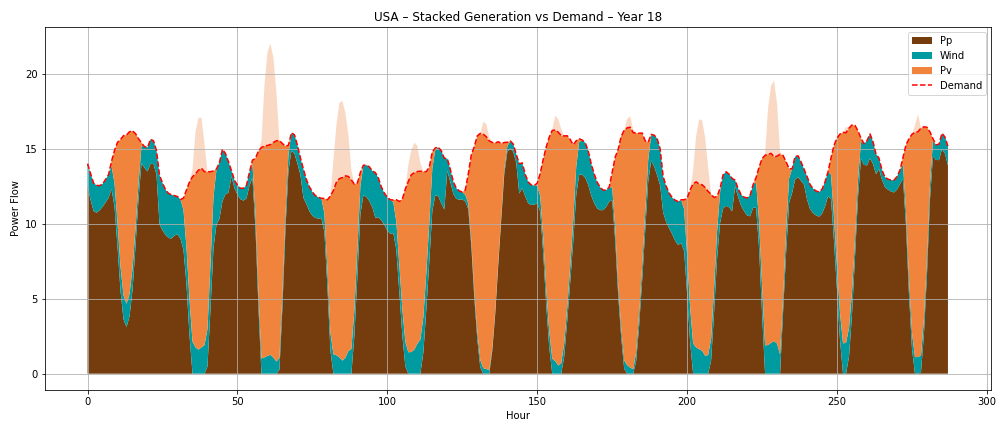 USA – Stacked Generation vs Demand – Year 18
Pp
Wind
Pv
Demand
Power Flow
20
15
10
5
0
0 50 100 150 200 250 300
Hour